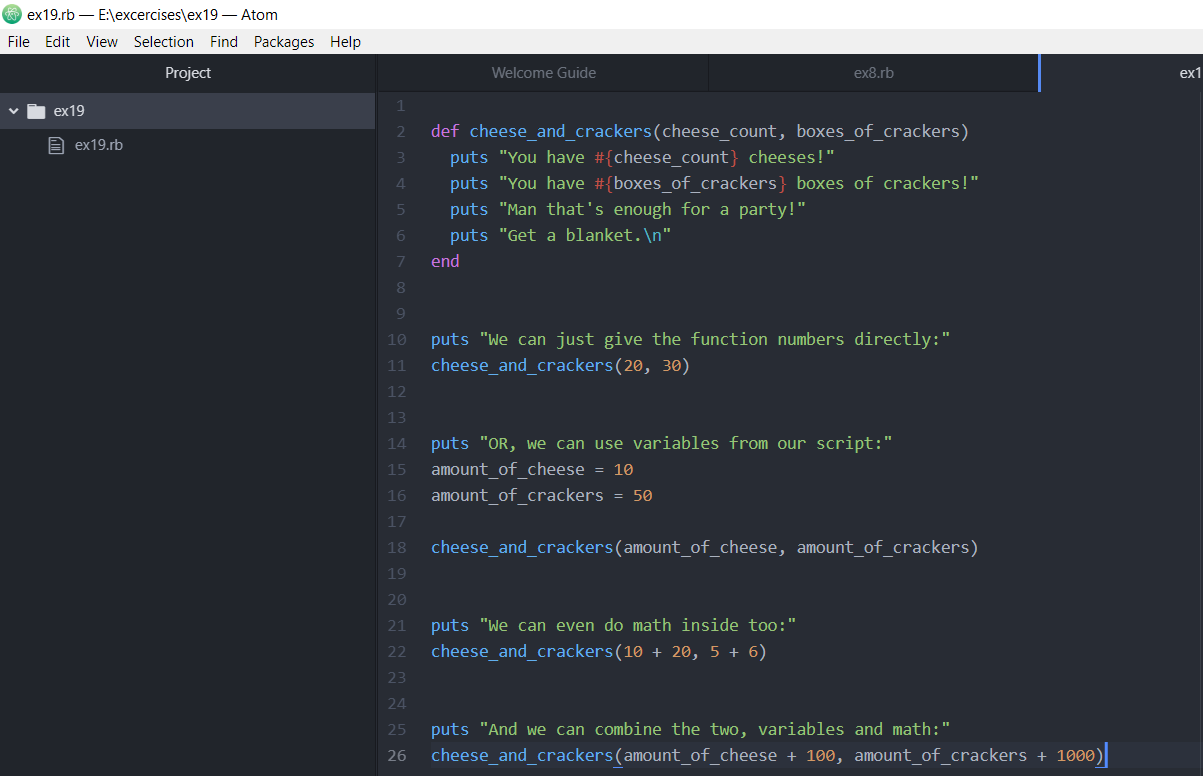 ex19.rb — E:\excercises\ex19 — Atom
File Edit View Selection Find Packages Help
Project
Welcome Guide
ex8.rb
ex1
ex19
ex19.rb
1
2 def cheese_and_crackers(cheese_count, boxes_of_crackers)
3 puts "You have #{cheese_count} cheeses!"
4 puts "You have #{boxes_of_crackers} boxes of crackers!"
5 puts "Man that's enough for a party!"
6 puts "Get a blanket.\n"
7 end
8
9
10 puts "We can just give the function numbers directly:"
11 cheese_and_crackers(20, 30)
12
13
14 puts "OR, we can use variables from our script:"
15 amount_of_cheese = 10
16 amount_of_crackers = 50
17
18 cheese_and_crackers(amount_of_cheese, amount_of_crackers)
19
20
21 puts "We can even do math inside too:"
22 cheese_and_crackers(10 + 20, 5 + 6)
23
24
25 puts "And we can combine the two, variables and math:"
26 cheese_and_crackers(amount_of_cheese + 100, amount_of_crackers + 1000)